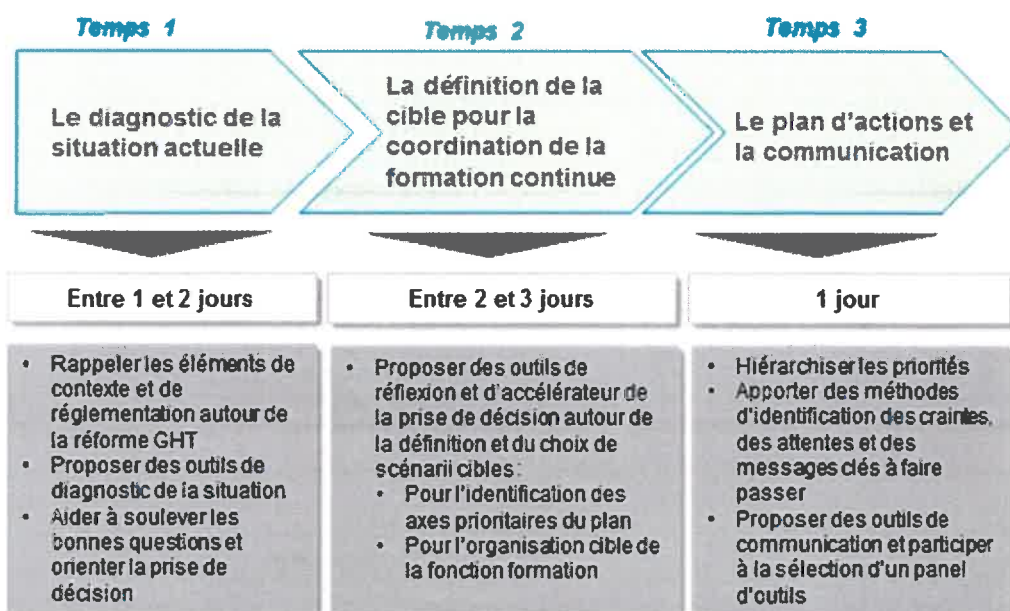 Temps 1
Le diagnostic de la
situation actuelle
Entre 1 et 2 jours
• Rappeler les éléments de
contexte et de
réglementation autour de
la réforme GHT
• Proposer des outils de
diagnostic de la situation
• Aider à soulever les
bonnes questions et
orienter la prise de
décision
Temps 2
La définition de la
cible pour la
coordination de la
formation continue
Entre 2 et 3 jours
• Proposer des outils de
réflexion et d'accélérateur de
la prise de décision autour de
la définition et du choix de
scénarii cibles :
• Pour l'identification des
axes prioritaires du plan
• Pour l'organisation cible de
la fonction formation
Temps 3
Le plan d'actions et
la communication
1 jour
• Hiérarchiser les priorités
• Apporter des méthodes
d'identification des craintes,
des attentes et des
messages clés à faire
passer
• Proposer des outils de
communication et participer
à la sélection d'un panel
d'outils